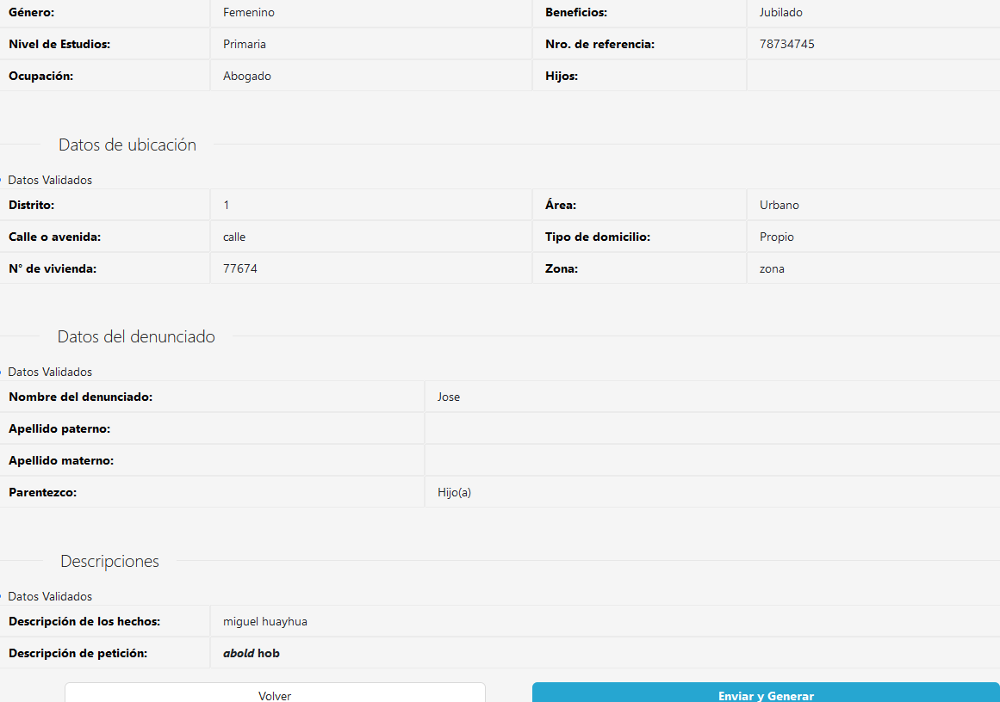 Género: Femenino Beneficios: Jubilado
Nivel de Estudios: Primaria Nro. de referencia: 78734745
Ocupación: Abogado Hijos:
Datos de ubicación
Datos Validados
Distrito: 1 Área: Urbano
Calle o avenida: calle Tipo de domicilio: Propio
N° de vivienda: 77674 Zona: zona
Datos del denunciado
Datos Validados
Nombre del denunciado: Jose
Apellido paterno:
Apellido materno:
Parentezco: Hijo(a)
Descripciones
Datos Validados
Descripción de los hechos: miguel huayhua
Descripción de petición: abold hob
Volver Enviar y Generar